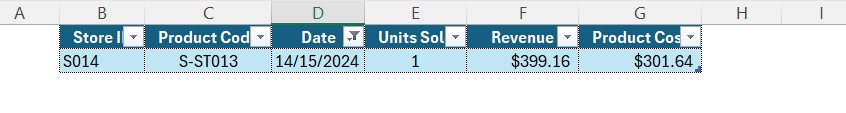 A B C D E F G H I
Store I Product Cod Date Units Sol Revenue Product Cos
S014 S-ST013 14/15/2024 1 $399.16 $301.64